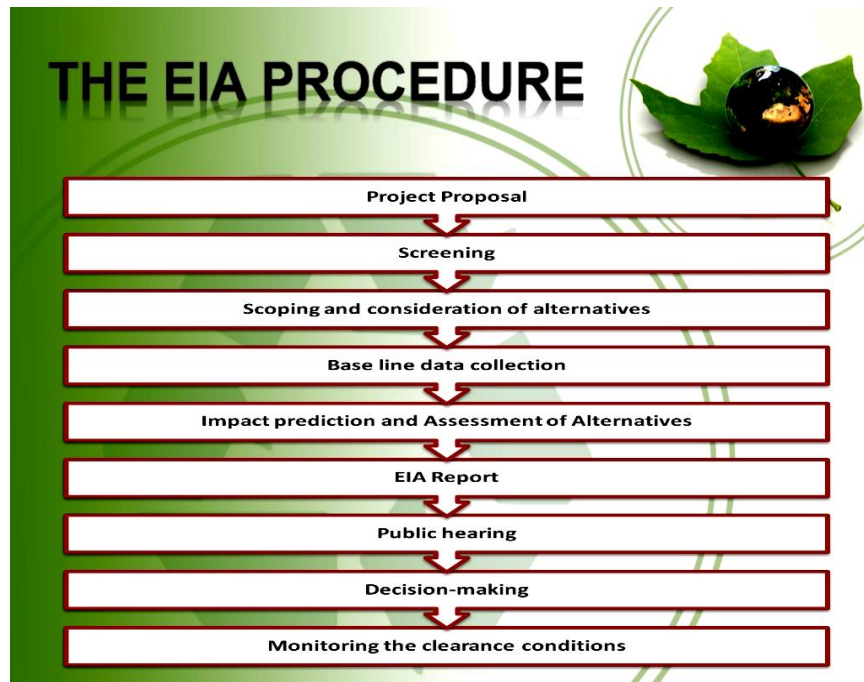 THE EIA PROCEDURE
Project Proposal
Screening
Scoping and consideration of alternatives
Base line data collection
Impact prediction and Assessment of Alternatives
EIA Report
Public hearing
Decision-making
Monitoring the clearance conditions